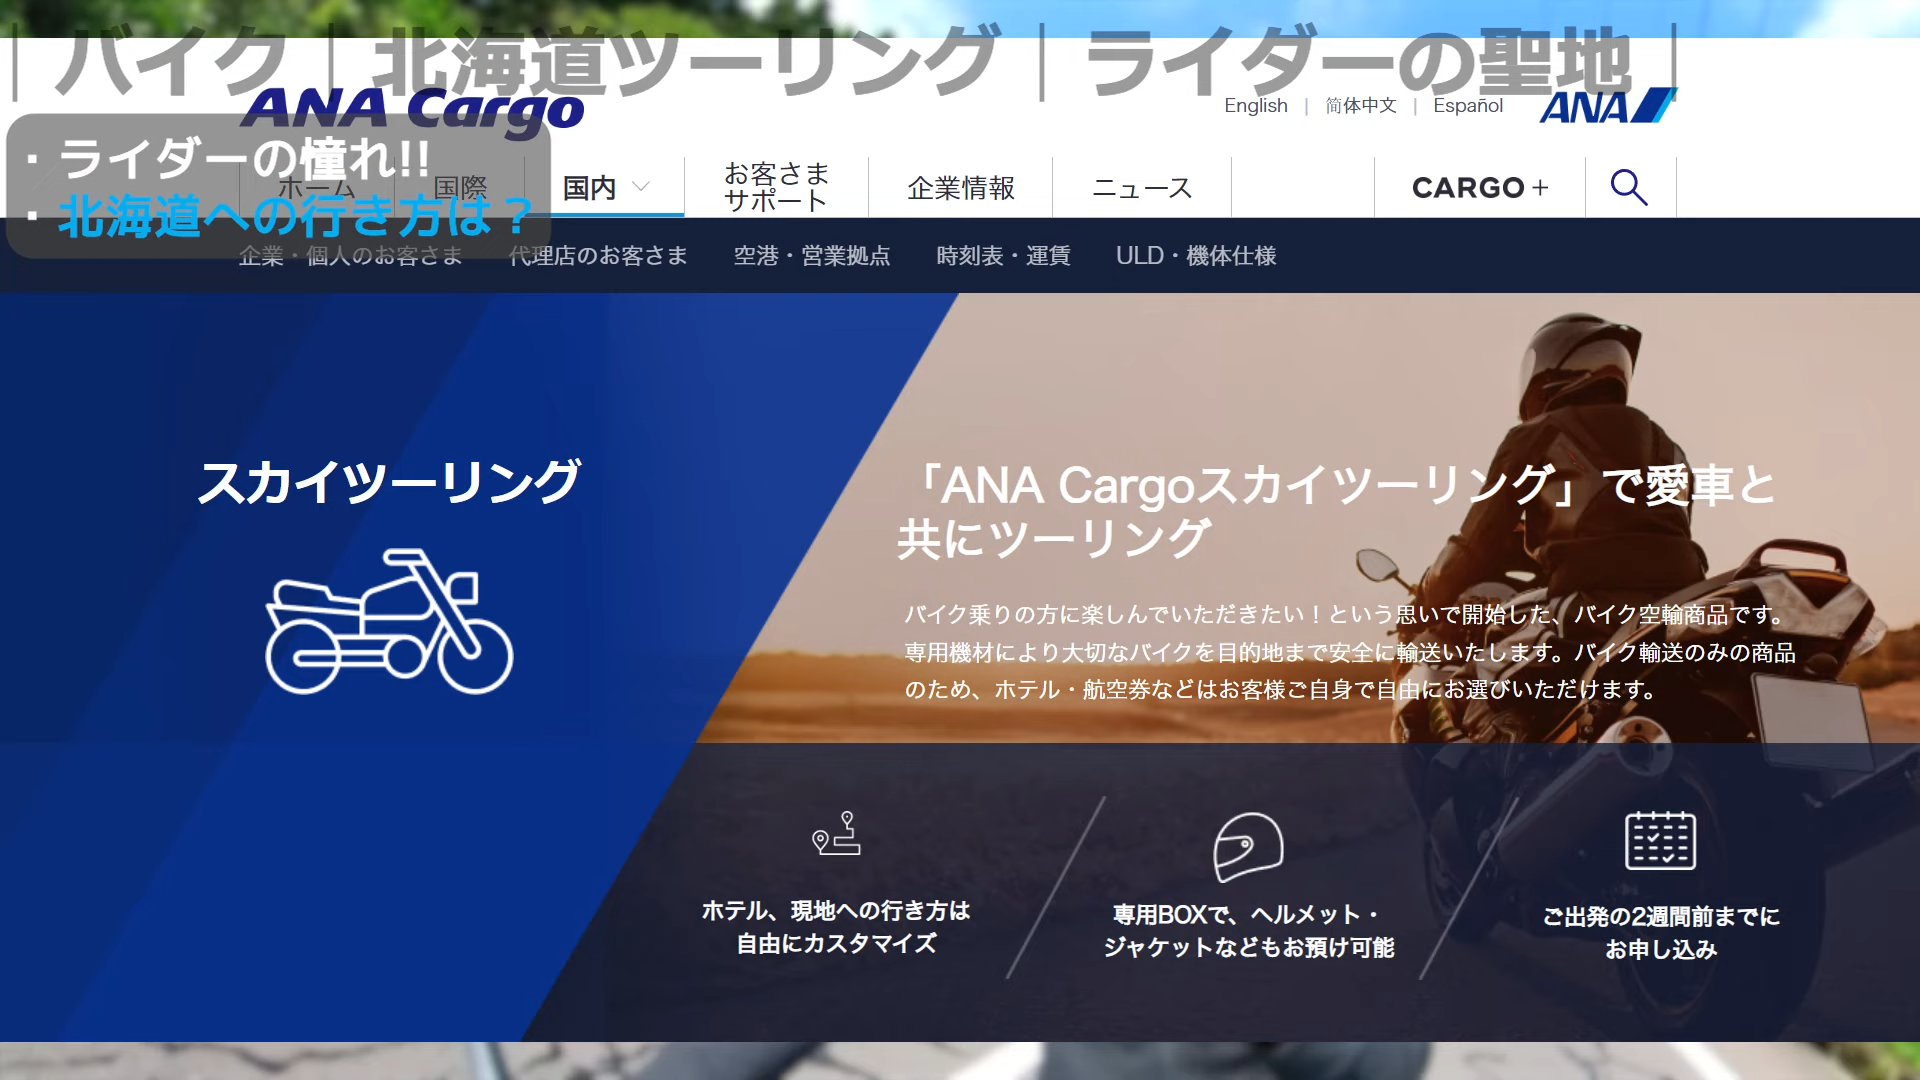 ｜バイク｜北海道ツーリング｜ライダーの聖地｜
・ライダーの憧れ!!
・北海道への行き方は？
ANA Cargo
English | 简体中文 | Español
ANA
ホーム
国際
国内
お客さま
サポート
企業情報
ニュース
CARGO+
企業・個人のお客さま
代理店のお客さま
空港・営業拠点
時刻表・運賃
ULD・機体仕様
スカイツーリング
「ANA Cargoスカイツーリング」で愛車と
共にツーリング
バイク乗りの方に楽しんでいただきたい！という思いで開始した、バイク空輸商品です。
専用機材により大切なバイクを目的地まで安全に輸送いたします。バイク輸送のみの商品
のため、ホテル・航空券などはお客様ご自身で自由にお選びいただけます。
ホテル、現地への行き方は
自由にカスタマイズ
専用BOXで、ヘルメット・
ジャケットなどもお預け可能
ご出発の2週間前までに
お申し込み